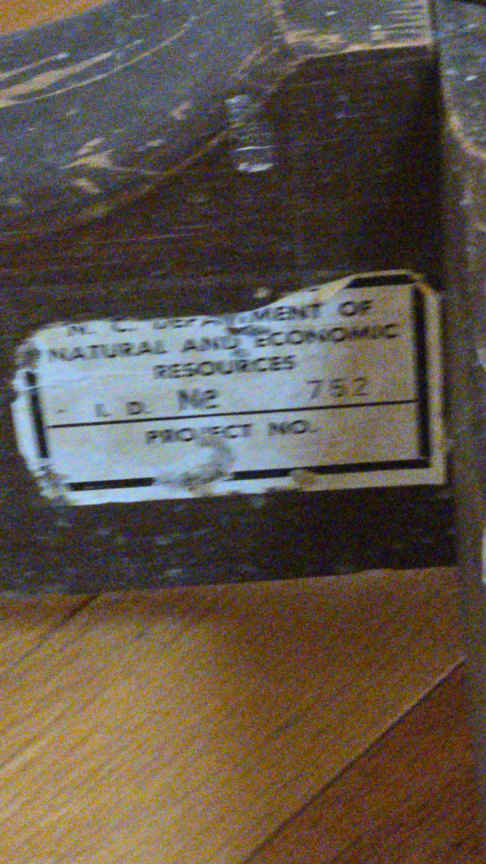 N. C. DEPARTMENT OF
NATURAL AND ECONOMIC
RESOURCES
I. D. № 752
PROJECT NO.